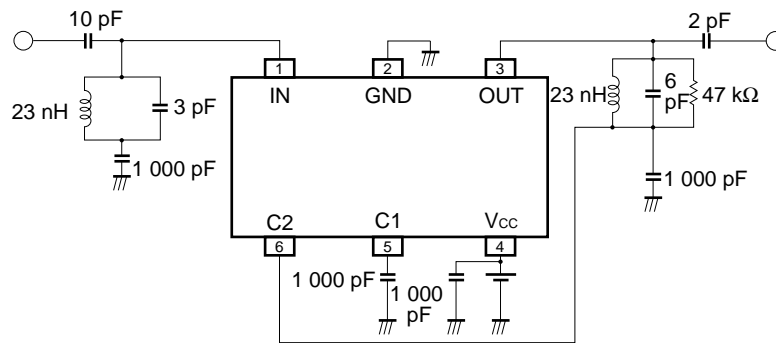 10 pF
2 pF
1
2
3
IN
GND
OUT
23 nH
3 pF
23 nH
6
pF
47 kΩ
1 000 pF
1 000 pF
C2
C1
Vcc
6
5
4
1 000 pF
1 000
pF